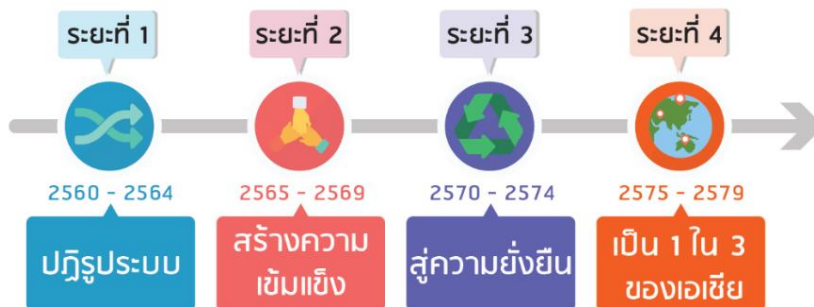 ระยะที่ 1
ระยะที่ 2
ระยะที่ 3
ระยะที่ 4
2560 - 2564
2565 - 2569
2570 - 2574
2575 - 2579
ปฏิรูประบบ
สร้างความ
เข้มแข็ง
สู่ความยั่งยืน
เป็น 1 ใน 3
ของเอเชีย